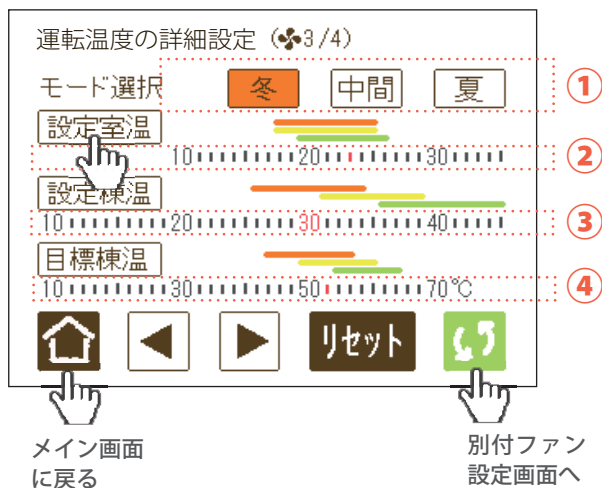 運転温度の詳細設定（3/4）
モード選択 冬 中間 夏 ①
設定室温
10 20 30 ②
設定棟温
10 20 30 40 ③
目標棟温
10 30 50 70℃ ④
リセット
メイン画面
に戻る
別付ファン
設定画面へ